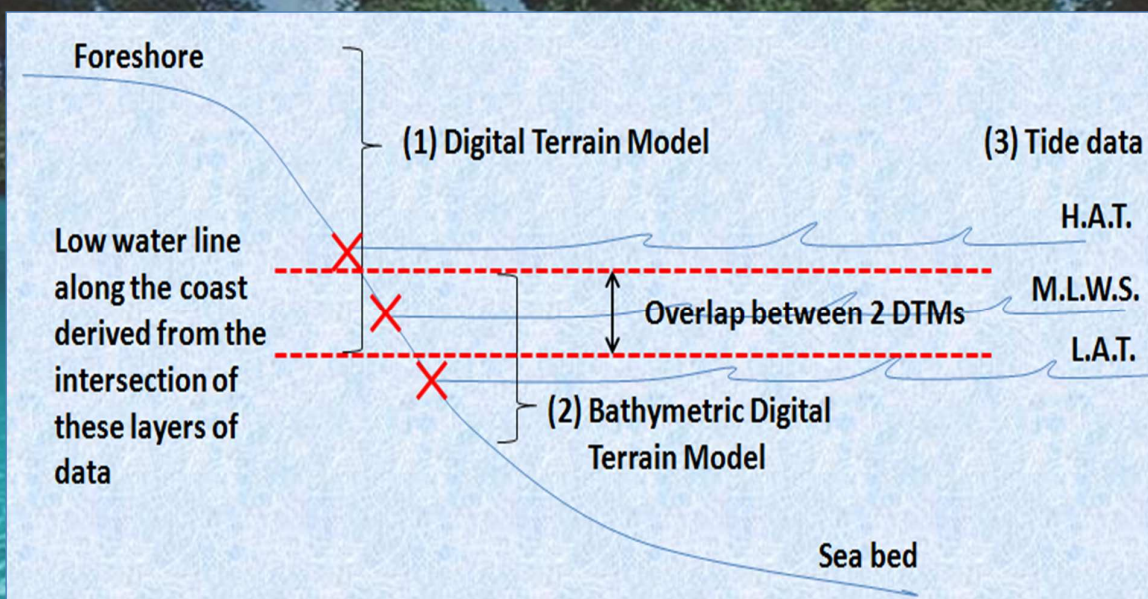 Foreshore
(1) Digital Terrain Model
(3) Tide data
H.A.T.
Low water line
along the coast
derived from the
intersection of
these layers of
data
M.L.W.S.
Overlap between 2 DTMs
L.A.T.
(2) Bathymetric Digital
Terrain Model
Sea bed